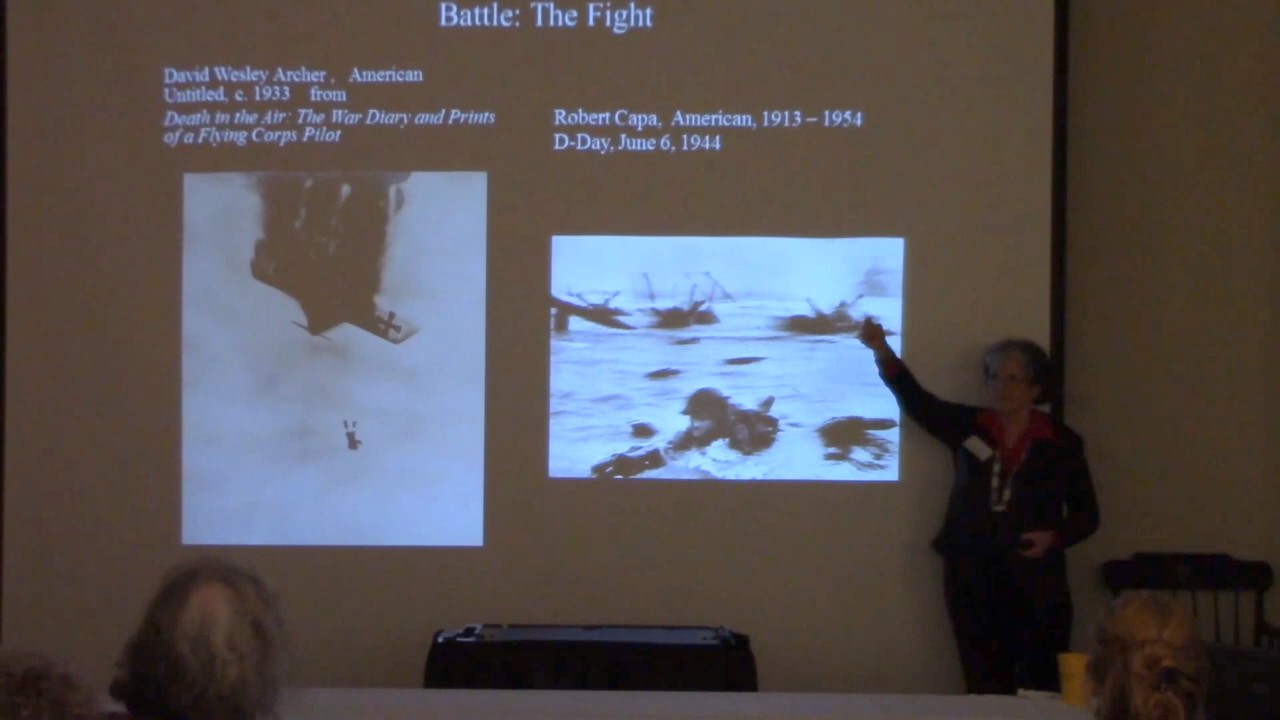 Battle: The Fight
David Wesley Archer , American
Untitled, c. 1933 from
Death in the Air: The War Diary and Prints
of a Flying Corps Pilot
Robert Capa, American, 1913 – 1954
D-Day, June 6, 1944